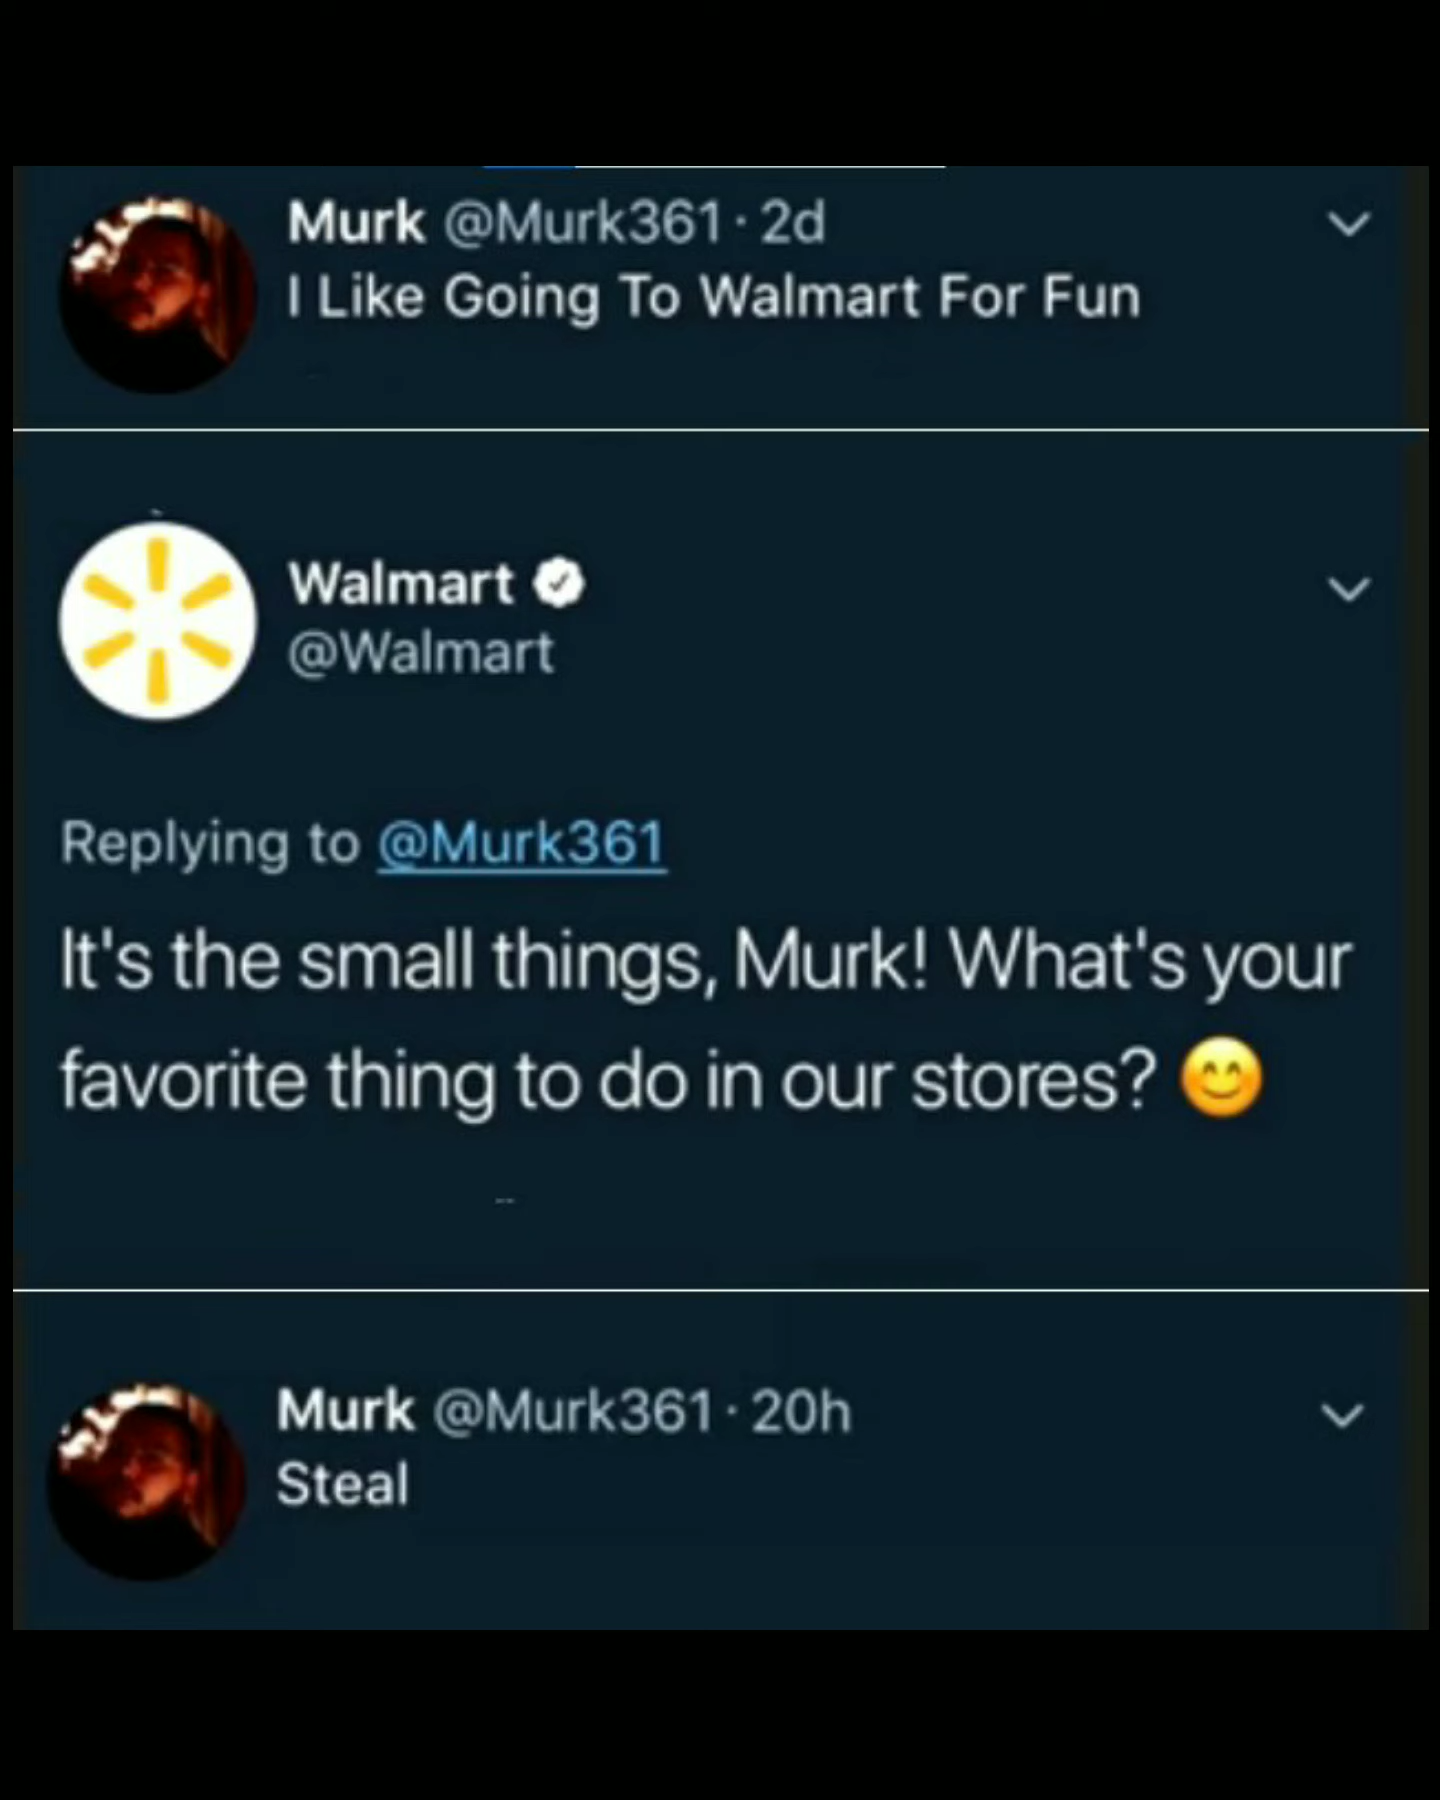 Murk @Murk361 · 2d
I Like Going To Walmart For Fun
Walmart
@Walmart
Replying to @Murk361
It's the small things, Murk! What's your
favorite thing to do in our stores? 😊
Murk @Murk361 · 20h
Steal